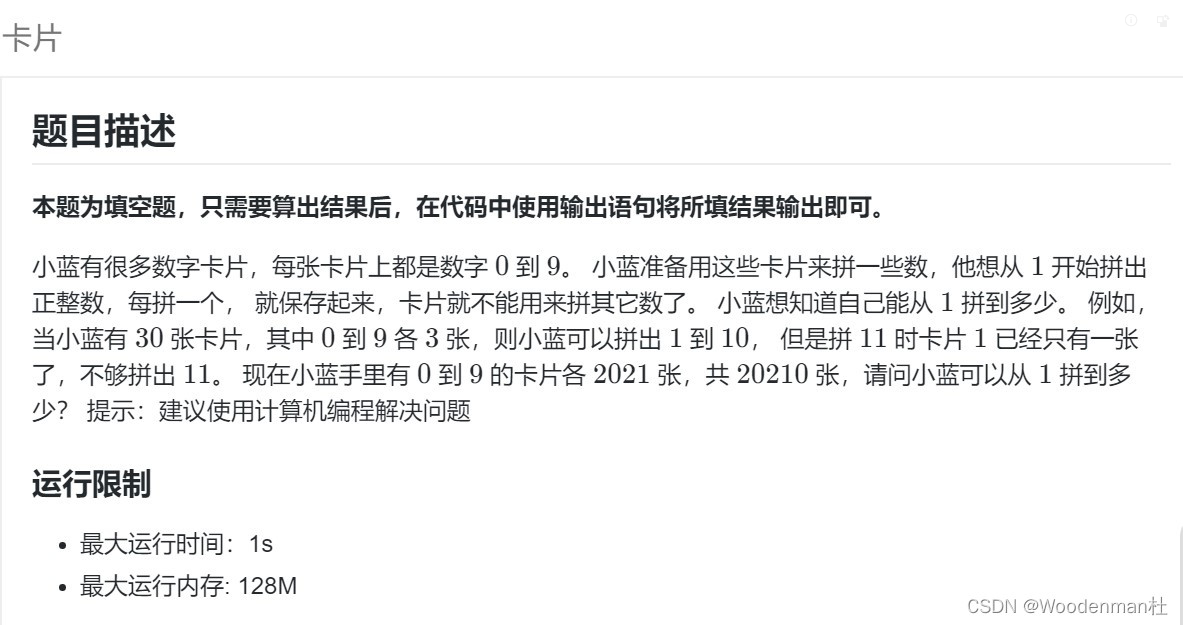 卡片
题目描述
本题为填空题，只需要算出结果后，在代码中使用输出语句将所填结果输出即可。
小蓝有很多数字卡片，每张卡片上都是数字 0 到 9。 小蓝准备用这些卡片来拼一些数，他想从 1 开始拼出
正整数，每拼一个， 就保存起来，卡片就不能用来拼其它数了。 小蓝想知道自己能从 1 拼到多少。 例如，
当小蓝有 30 张卡片，其中 0 到 9 各 3 张，则小蓝可以拼出 1 到 10， 但是拼 11 时卡片 1 已经只有一张
了，不够拼出 11。 现在小蓝手里有 0 到 9 的卡片各 2021 张，共 20210 张，请问小蓝可以从 1 拼到多
少？ 提示：建议使用计算机编程解决问题
运行限制
• 最大运行时间：1s
• 最大运行内存: 128M
CSDN @Woodenman杜